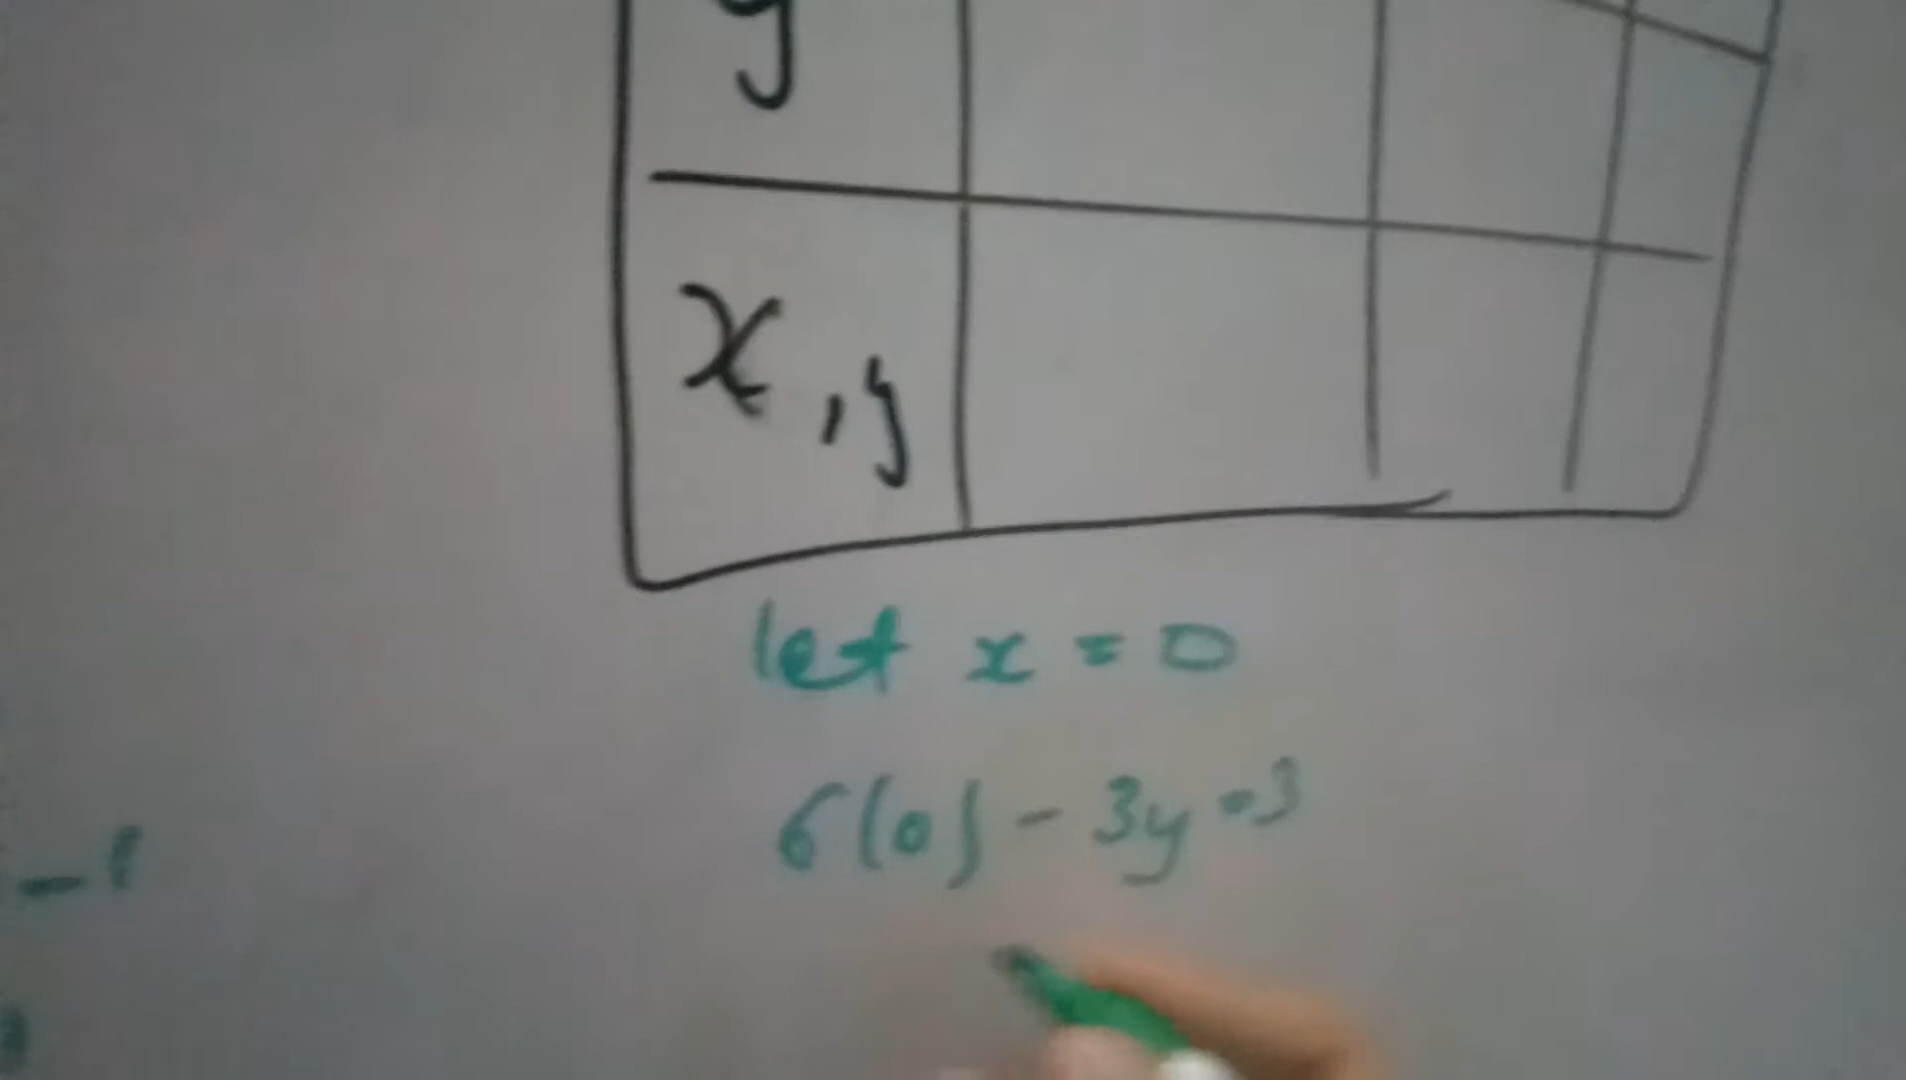 y
x, y
let x = 0
6(0) - 3y = 3